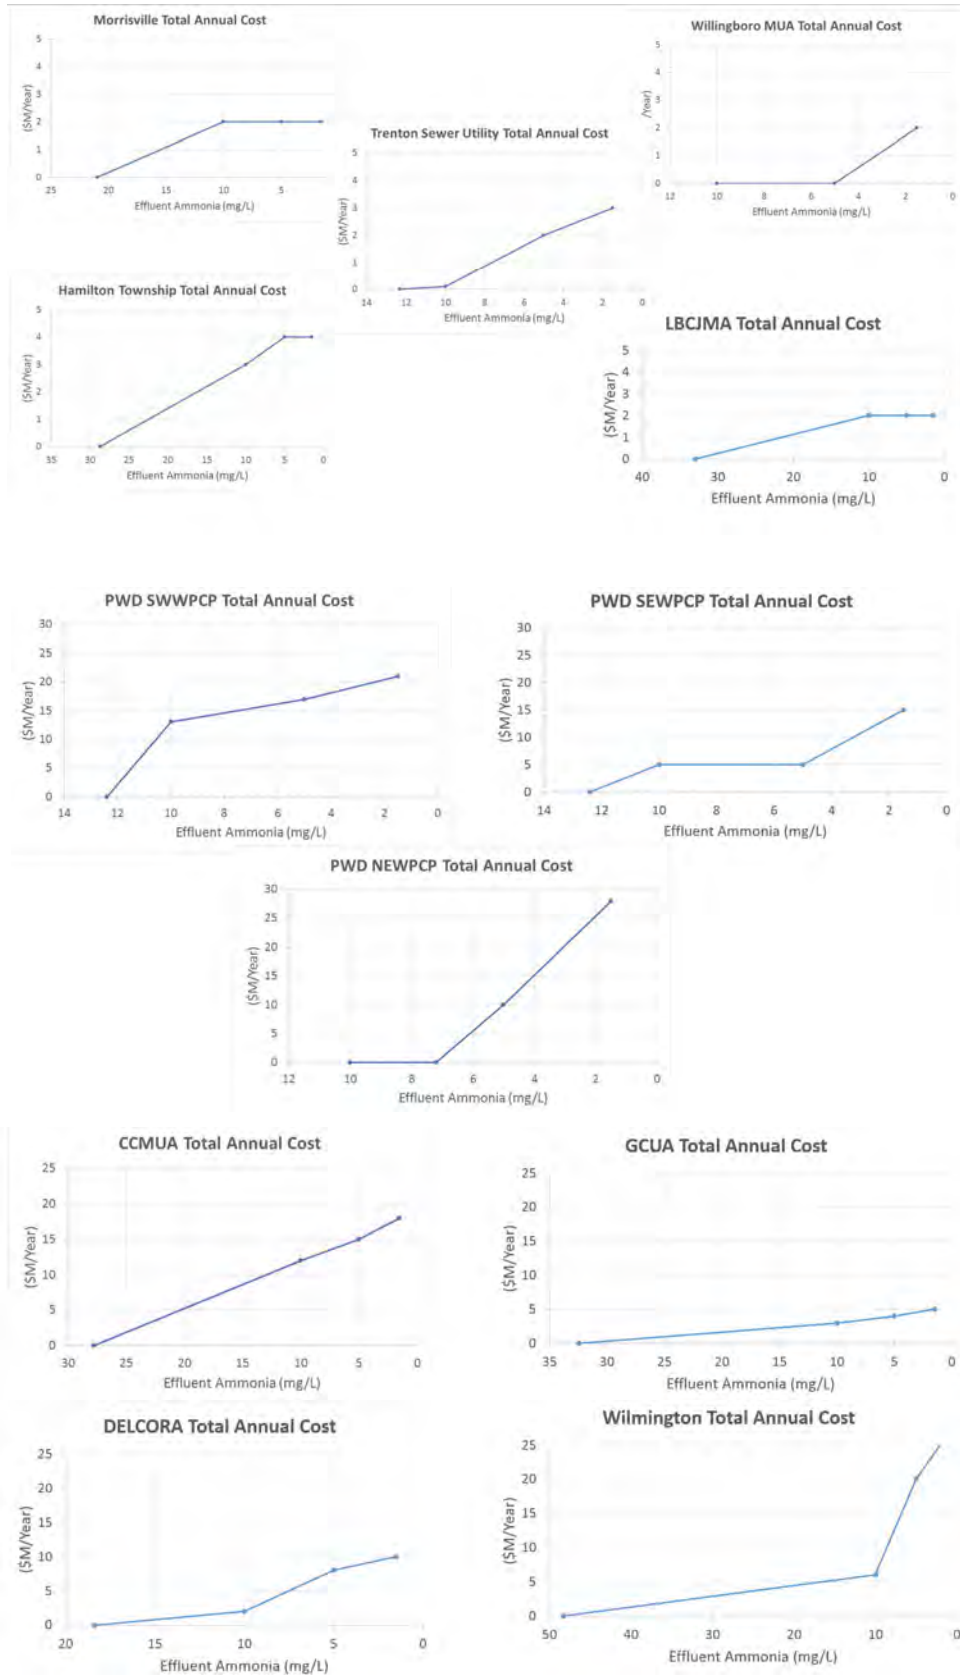 Morrisville Total Annual Cost
($M/Year)
5
4
3
2
1
0
25 20 15 10 5
Effluent Ammonia (mg/L)
Willingboro MUA Total Annual Cost
/Year)
5
4
3
2
1
0
12 10 8 6 4 2 0
Effluent Ammonia (mg/L)
Trenton Sewer Utility Total Annual Cost
($M/Year)
5
4
3
2
1
0
14 12 10 8 6 4 2 0
Effluent Ammonia (mg/L)
Hamilton Township Total Annual Cost
($M/Year)
5
4
3
2
1
0
35 30 25 20 15 10 5 0
Effluent Ammonia (mg/L)
LBCJMA Total Annual Cost
($M/Year)
5
4
3
2
1
0
40 30 20 10 0
Effluent Ammonia (mg/L)
PWD SWWPCP Total Annual Cost
($M/Year)
30
25
20
15
10
5
0
14 12 10 8 6 4 2 0
Effluent Ammonia (mg/L)
PWD SEWPCP Total Annual Cost
($M/Year)
30
25
20
15
10
5
0
14 12 10 8 6 4 2 0
Effluent Ammonia (mg/L)
PWD NEWPCP Total Annual Cost
($M/Year)
30
25
20
15
10
5
0
12 10 8 6 4 2 0
Effluent Ammonia (mg/L)
CCMUA Total Annual Cost
($M/Year)
25
20
15
10
5
0
30 25 20 15 10 5 0
Effluent Ammonia (mg/L)
GCUA Total Annual Cost
($M/Year)
25
20
15
10
5
0
35 30 25 20 15 10 5 0
Effluent Ammonia (mg/L)
DELCORA Total Annual Cost
($M/Year)
25
20
15
10
5
0
20 15 10 5 0
Effluent Ammonia (mg/L)
Wilmington Total Annual Cost
($M/Year)
25
20
15
10
5
0
50 40 30 20 10 0
Effluent Ammonia (mg/L)